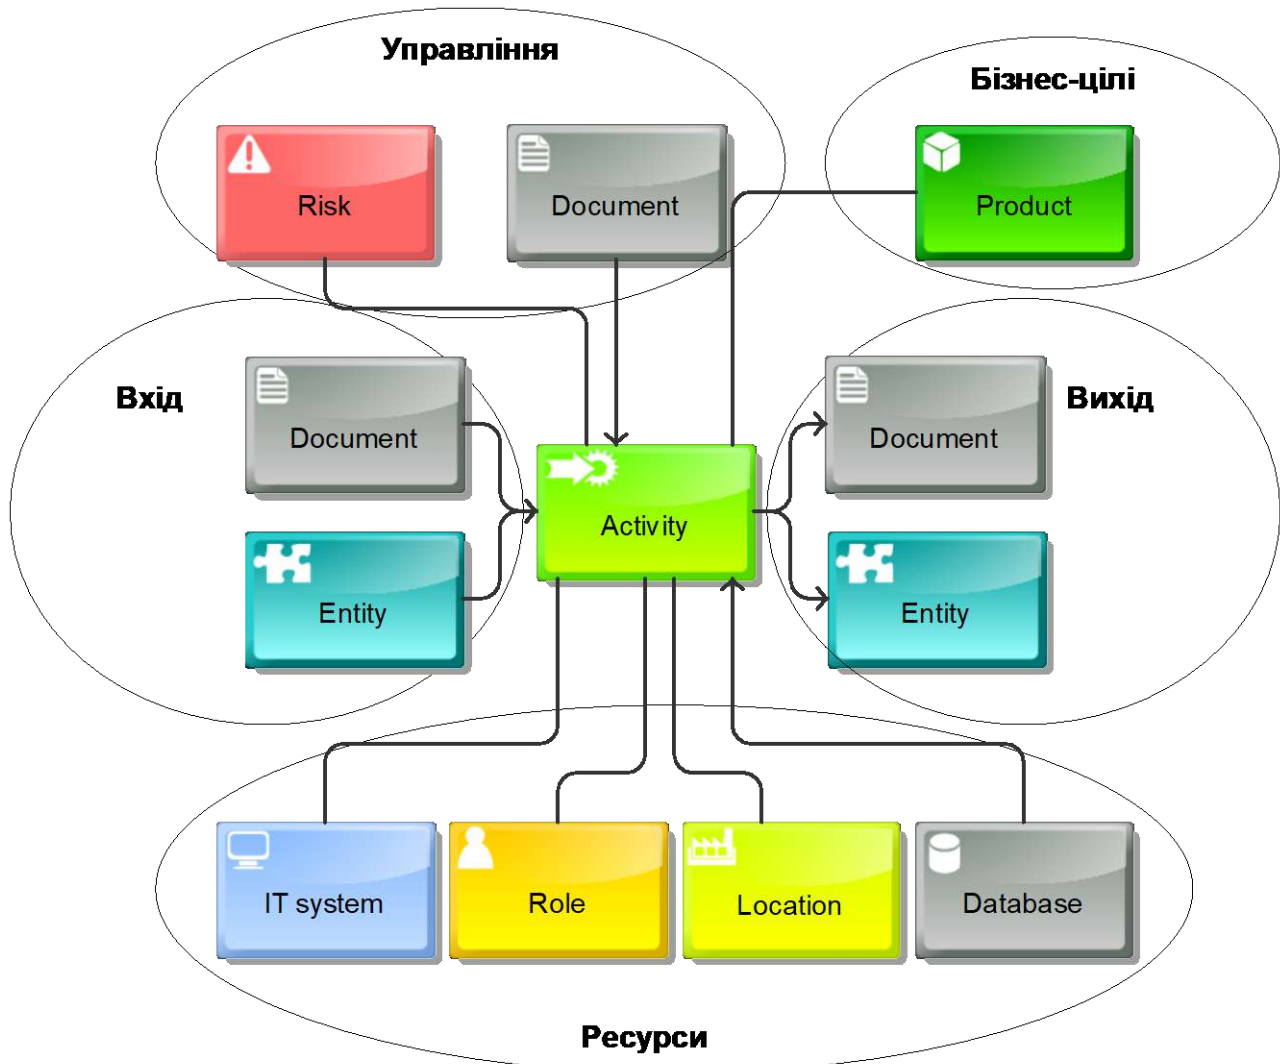 Управління
Бізнес-цілі
Risk
Document
Product
Вхід
Document
Document
Вихід
Activity
Entity
Entity
IT system
Role
Location
Database
Ресурси